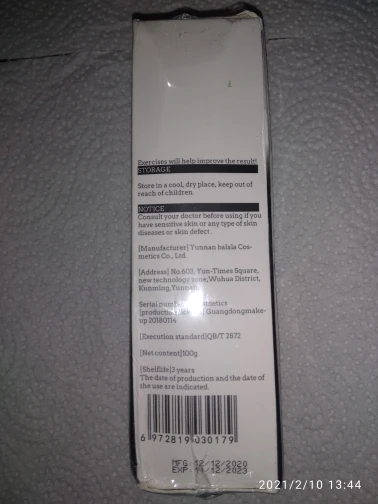 Exercises will help improve the result!
STORAGE
Store in a cool, dry place, keep out of
reach of children.
NOTICE
Consult your doctor before using if you
have sensitive skin or any type of skin
diseases or skin defect.
[Manufacturer] Yunnan balala Cos-
metics Co., Ltd.
[Address] No.603, Yun-Times Square,
new technology zone, Wuhua District,
Kunming, Yunnan
Serial metics
Guangdongmake-
up 20180114
[Execution standard]QB/T 2872
[Net content]100g
[Shelflife]3 years
The date of production and the date of
the use are indicated.
6 972819 030179
MFG 12/12/2020
EXP /12/2023
2021/2/10 13:44